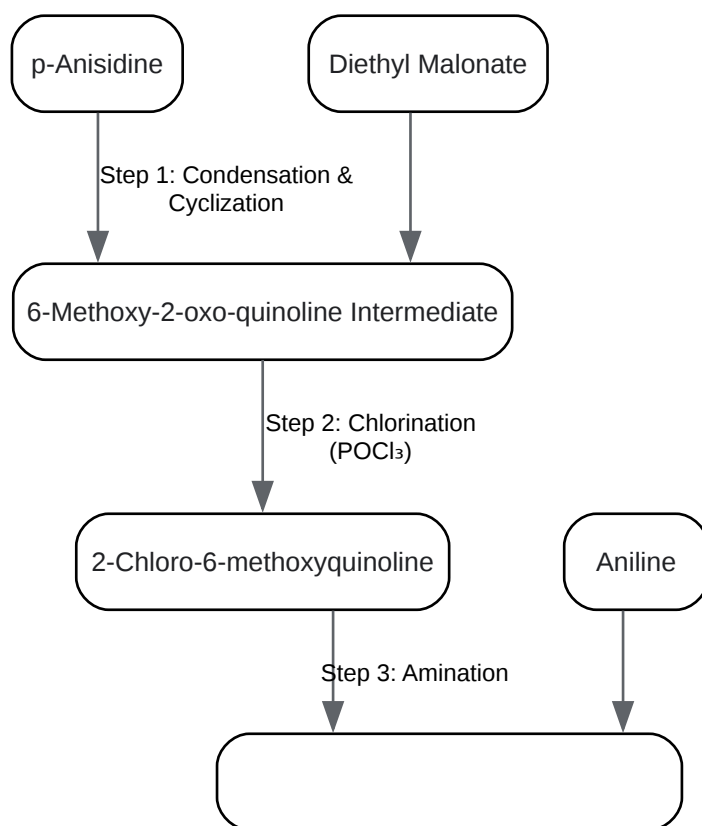 p-Anisidine
Diethyl Malonate
Step 1: Condensation &
Cyclization
6-Methoxy-2-oxo-quinoline Intermediate
Step 2: Chlorination
(POCl₃)
2-Chloro-6-methoxyquinoline
Aniline
Step 3: Amination